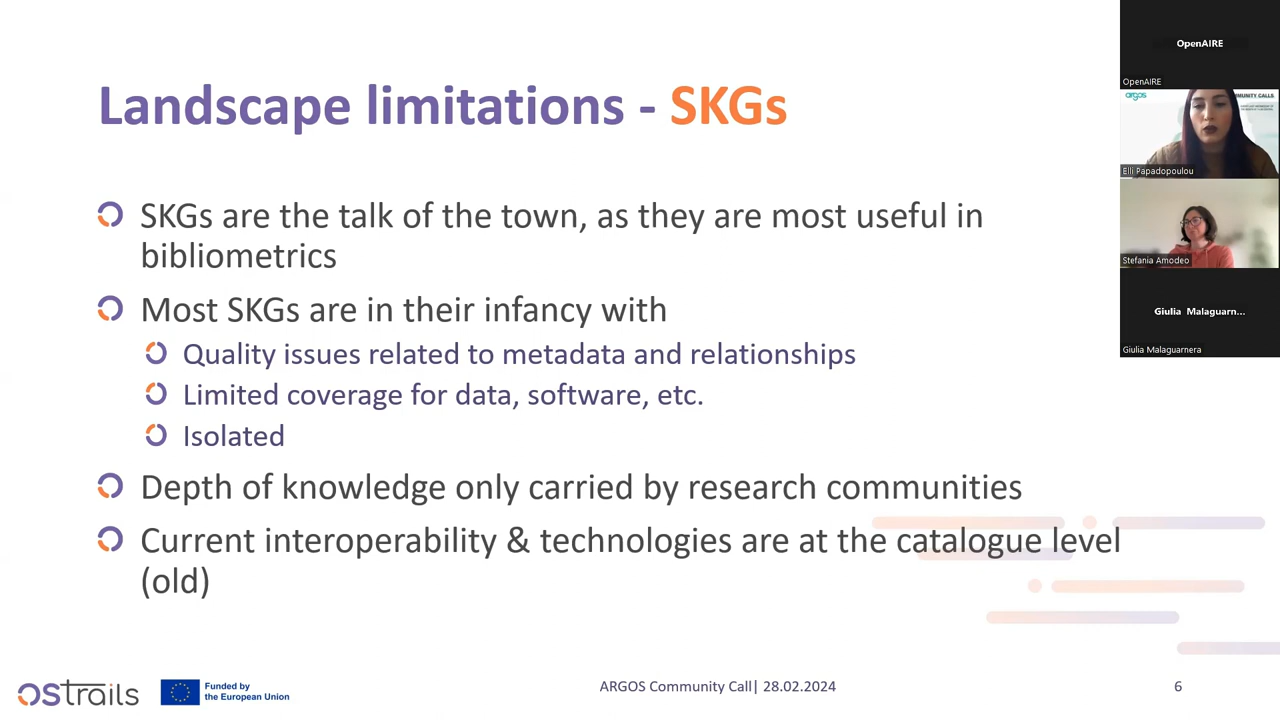 Landscape limitations - SKGs
SKGs are the talk of the town, as they are most useful in
bibliometrics
Most SKGs are in their infancy with
Quality issues related to metadata and relationships
Limited coverage for data, software, etc.
Isolated
Depth of knowledge only carried by research communities
Current interoperability & technologies are at the catalogue level
(old)
ostrails
Funded by
the European Union
ARGOS Community Call| 28.02.2024
6
OpenAIRE
OpenAIRE
argos
MUNITY CALLS
Elli Papadopoulou
Stefania Amodeo
Giulia Malaguarn...
Giulia Malaguarnera